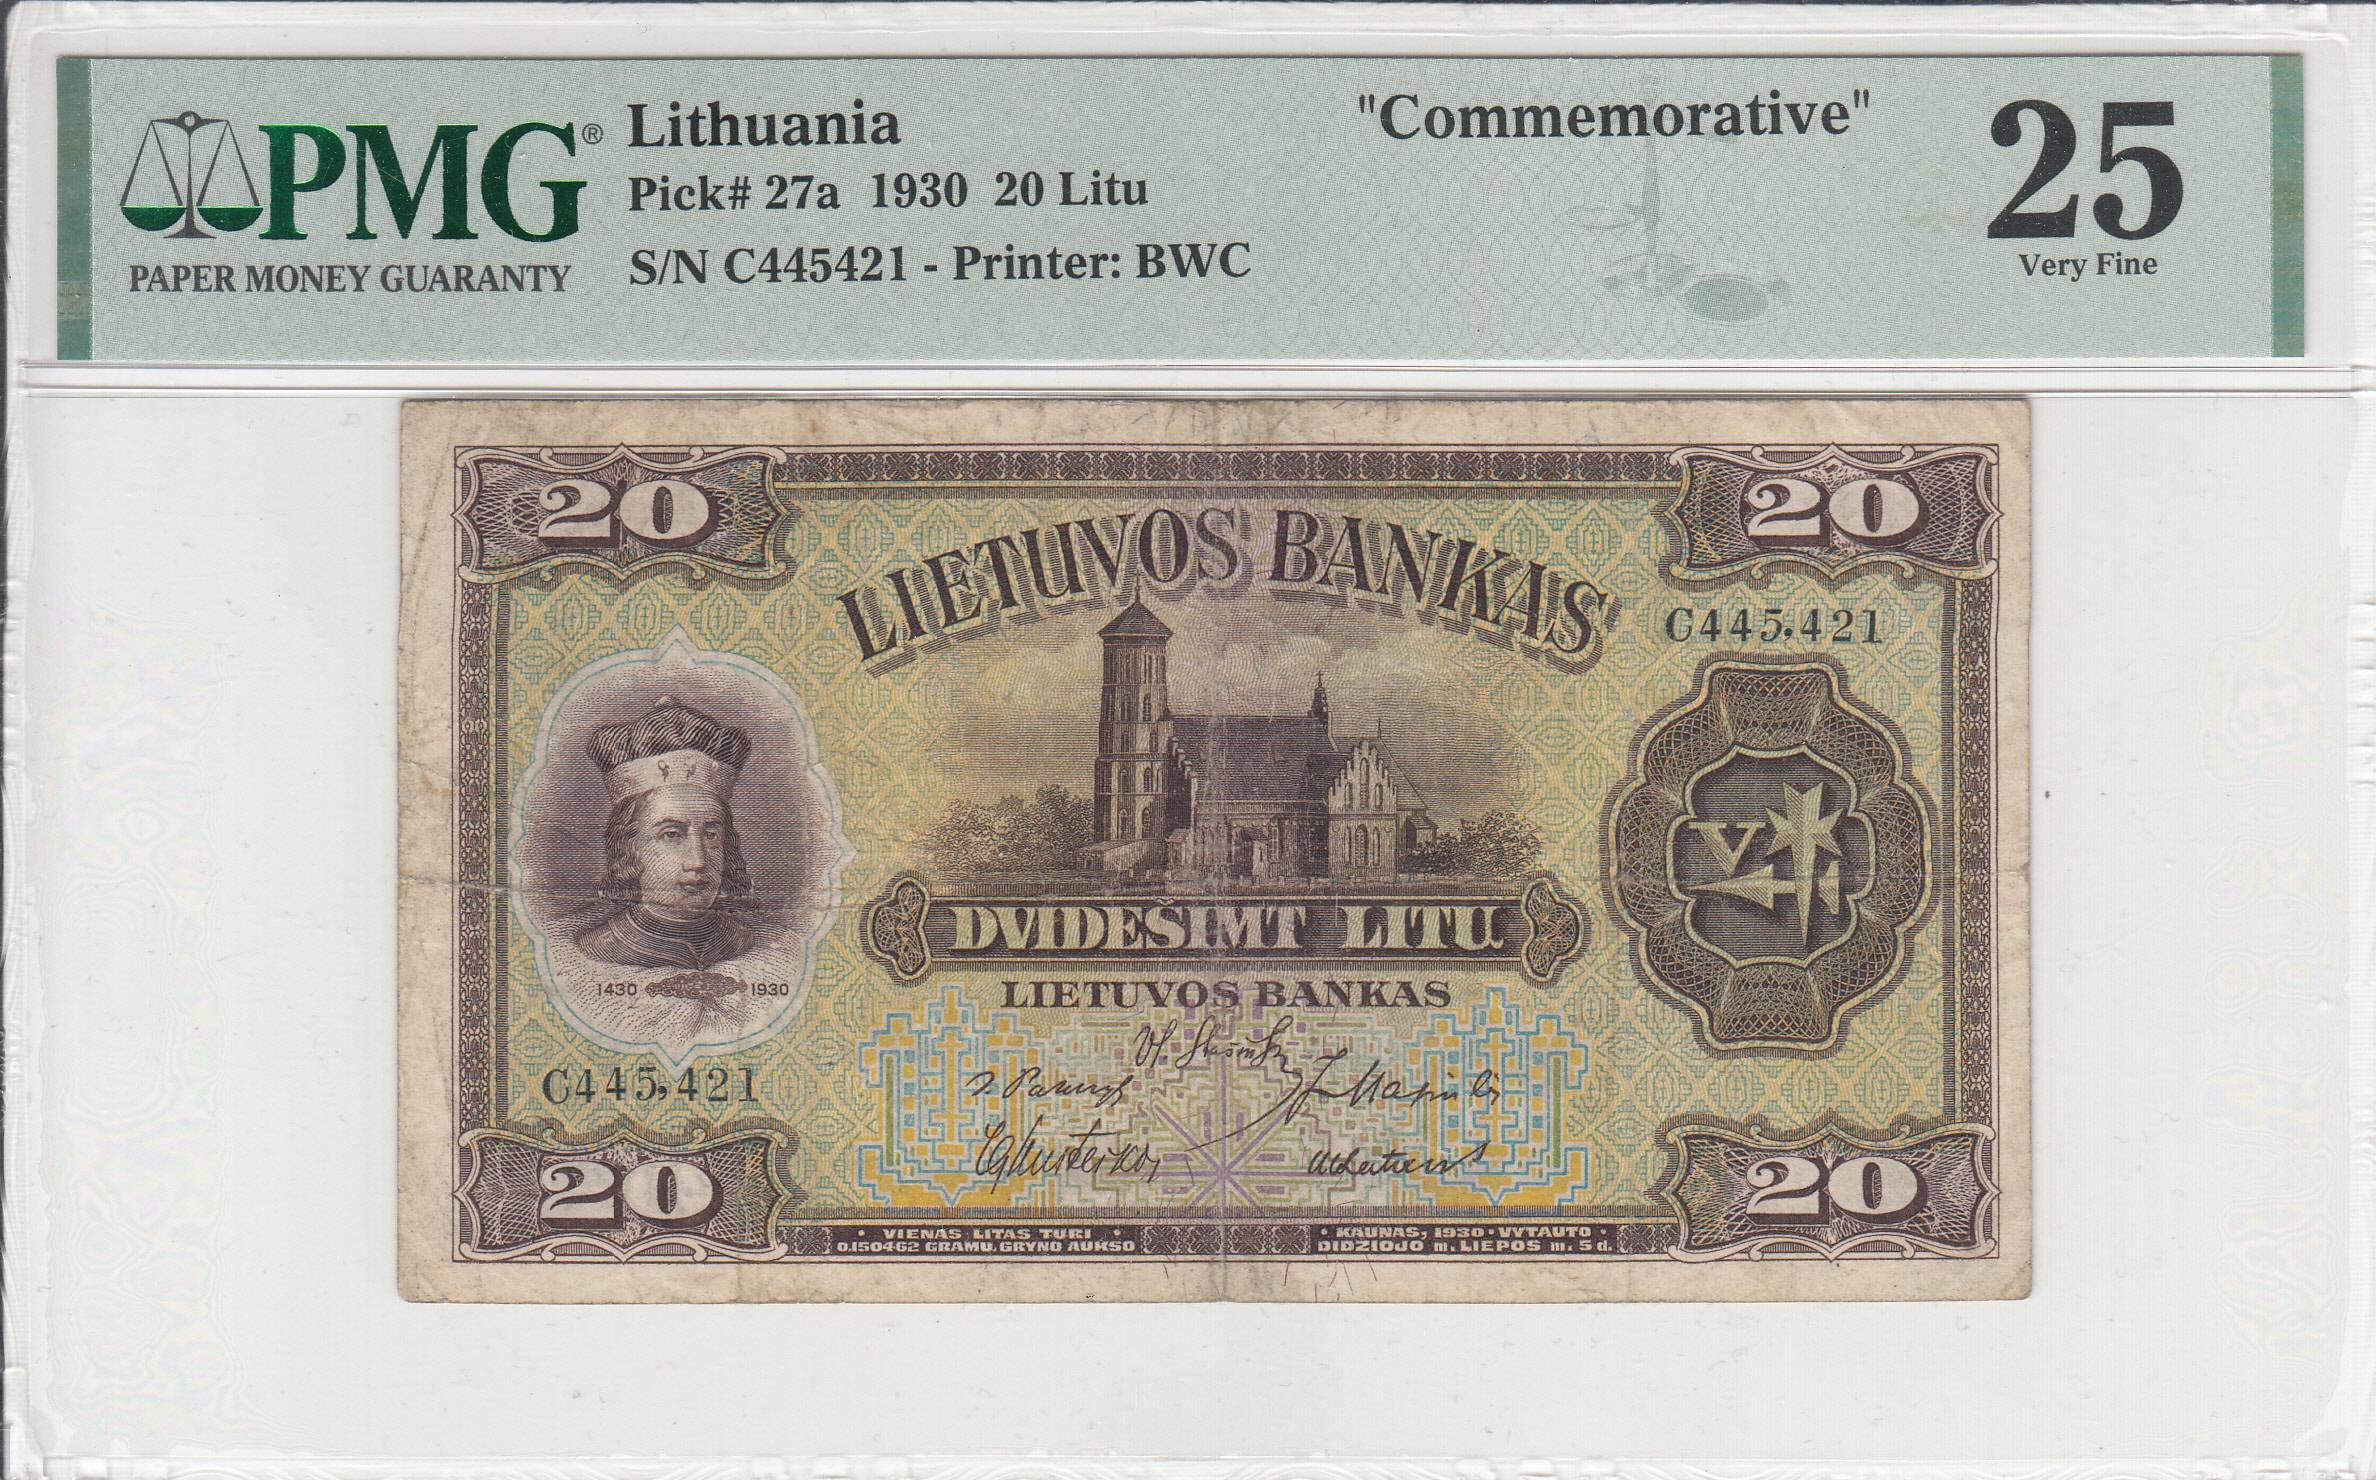 PMG®
PAPER MONEY GUARANTY
Lithuania
Pick# 27a 1930 20 Litu
S/N C445421 - Printer: BWC
"Commemorative"
25
Very Fine
20
20
LIETUVOS BANKAS
C445,421
DVIDEŠIMT LITŲ
1430
1930
LIETUVOS BANKAS
C445,421
20
20
• VIENAS LITAS TURI •
0,150462 GRAMŲ GRYNO AUKSO
• KAUNAS, 1930 • VYTAUTO •
DIDŽIOJO m. LIEPOS m. 5 d.